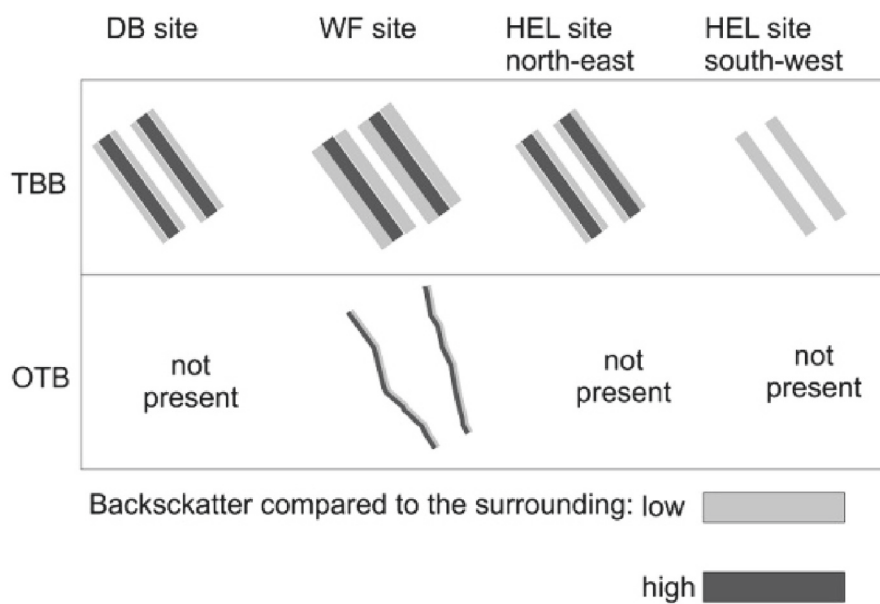 DB site
WF site
HEL site
north-east
HEL site
south-west
TBB
OTB
not
present
not
present
not
present
Backsckatter compared to the surrounding: low
high